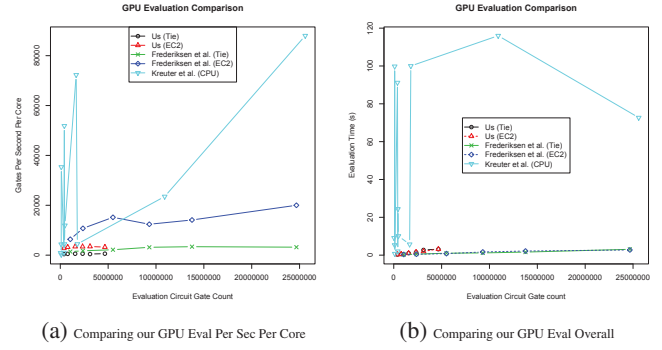 GPU Evaluation Comparison
Us (Tie)
Us (EC2)
Frederiksen et al. (Tie)
Frederiksen et al. (EC2)
Kreuter et al. (CPU)
Gates Per Second Per Core
0
20000
40000
60000
80000
0
5000000
10000000
15000000
20000000
25000000
Evaluation Circuit Gate Count
(a) Comparing our GPU Eval Per Sec Per Core
GPU Evaluation Comparison
Us (Tie)
Us (EC2)
Frederiksen et al. (Tie)
Frederiksen et al. (EC2)
Kreuter et al. (CPU)
Evaluation Time (s)
0
20
40
60
80
100
120
0
5000000
10000000
15000000
20000000
25000000
Evaluation Circuit Gate count
(b) Comparing our GPU Eval Overall